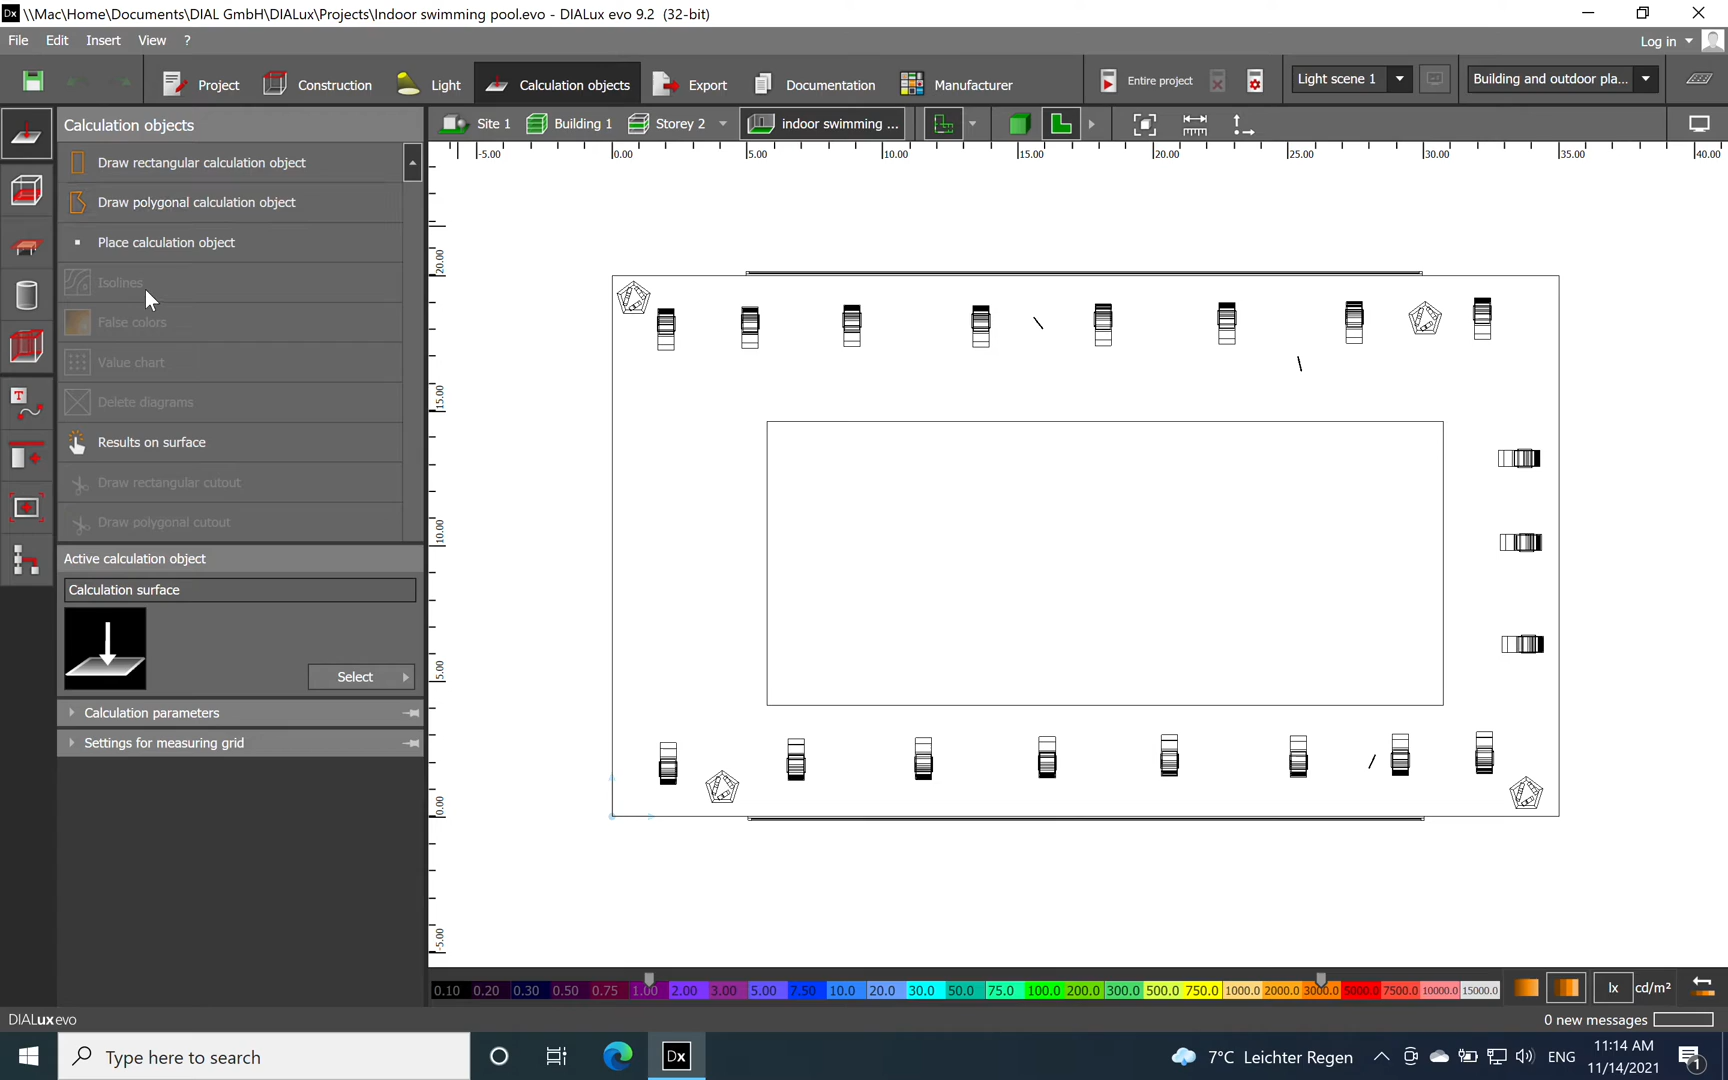 Dx \\Mac\Home\Documents\DIAL GmbH\DIALux\Projects\Indoor swimming pool.evo - DIALux evo 9.2 (32-bit)
File Edit Insert View ? Log in
Project Construction Light Calculation objects Export Documentation Manufacturer Entire project Light scene 1 Building and outdoor pla...
Calculation objects Site 1 Building 1 Storey 2 indoor swimming ...
-5.00 0.00 5.00 10.00 15.00 20.00 25.00 30.00 35.00 40.00
Draw rectangular calculation object
Draw polygonal calculation object
Place calculation object
Isolines
False colors
Value chart
Delete diagrams
Results on surface
Draw rectangular cutout
Draw polygonal cutout
Active calculation object
Calculation surface
Select
Calculation parameters
Settings for measuring grid
T
20.00
15.00
10.00
5.00
0.00
-5.00
0.10 0.20 0.30 0.50 0.75 1.00 2.00 3.00 5.00 7.50 10.0 20.0 30.0 50.0 75.0 100.0 200.0 300.0 500.0 750.0 1000.0 2000.0 3000.0 5000.0 7500.0 10000.0 15000.0 lx cd/m²
DIALux evo 0 new messages
Type here to search Dx 7°C Leichter Regen ENG 11:14 AM
11/14/2021 1